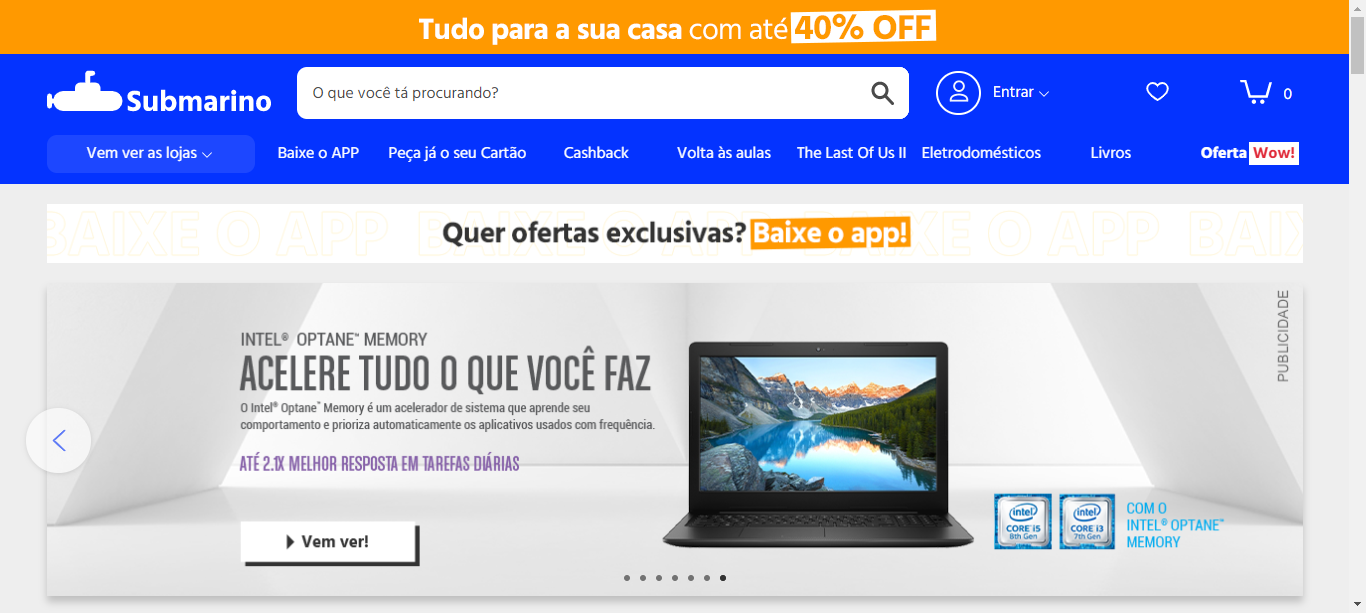 Tudo para a sua casa com até 40% OFF
Submarino
O que você tá procurando?
Entrar
0
Vem ver as lojas
Baixe o APP
Peça já o seu Cartão
Cashback
Volta às aulas
The Last Of Us II
Eletrodomésticos
Livros
Oferta Wow!
BAIXE O APP BAIXE O APP BAIXE O APP BAIX
Quer ofertas exclusivas? Baixe o app!
PUBLICIDADE
INTEL® OPTANE™ MEMORY
ACELERE TUDO O QUE VOCÊ FAZ
O Intel® Optane™ Memory é um acelerador de sistema que aprende seu
comportamento e prioriza automaticamente os aplicativos usados com frequência.
ATÉ 2.1X MELHOR RESPOSTA EM TAREFAS DIÁRIAS
Vem ver!
intel
CORE i5
8th Gen
intel
CORE i3
7th Gen
COM O
INTEL® OPTANE™
MEMORY